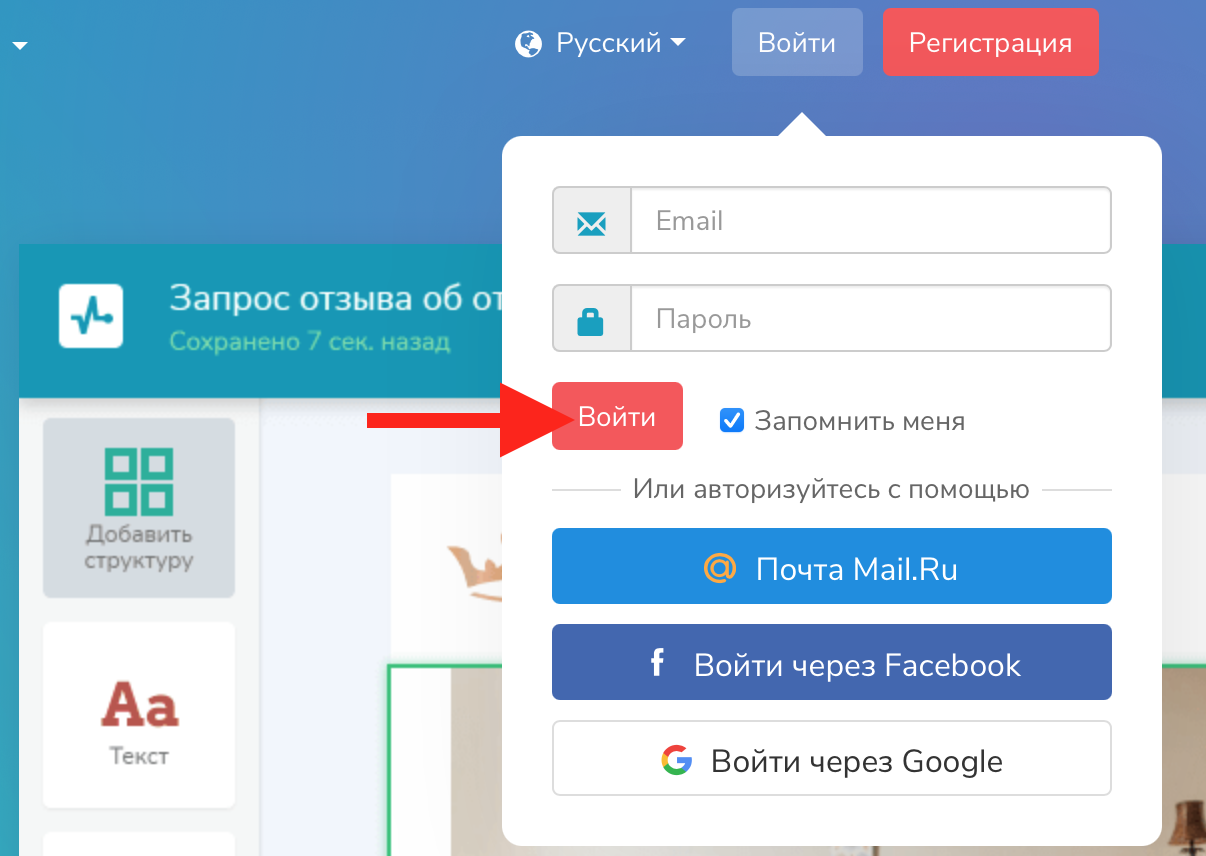 Русский
Войти
Регистрация
Email
Пароль
Войти
Запомнить меня
Или авторизуйтесь с помощью
Почта Mail.Ru
Войти через Facebook
Войти через Google
Запрос отзыва об от
Сохранено 7 сек. назад
Добавить
структуру
Aa
Текст